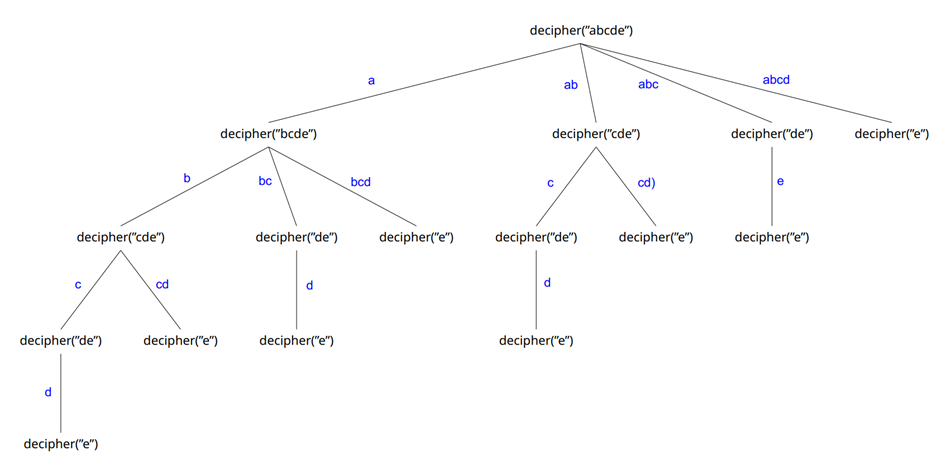 decipher(”abcde”)
a
ab
abc
abcd
decipher(”bcde”)
decipher(”cde”)
decipher(”de”)
decipher(”e”)
b
bc
bcd
c
cd)
e
decipher(”cde”)
decipher(”de”)
decipher(”e”)
decipher(”de”)
decipher(”e”)
decipher(”e”)
c
cd
d
d
decipher(”de”)
decipher(”e”)
decipher(”e”)
decipher(”e”)
d
decipher(”e”)